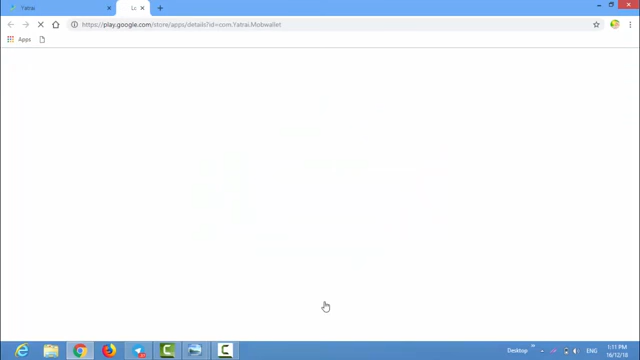 Yatrai
Lc
https://play.google.com/store/apps/details?id=com.Yatrai.Mobwallet
Apps
Desktop
ENG
1:11 PM
16/12/18